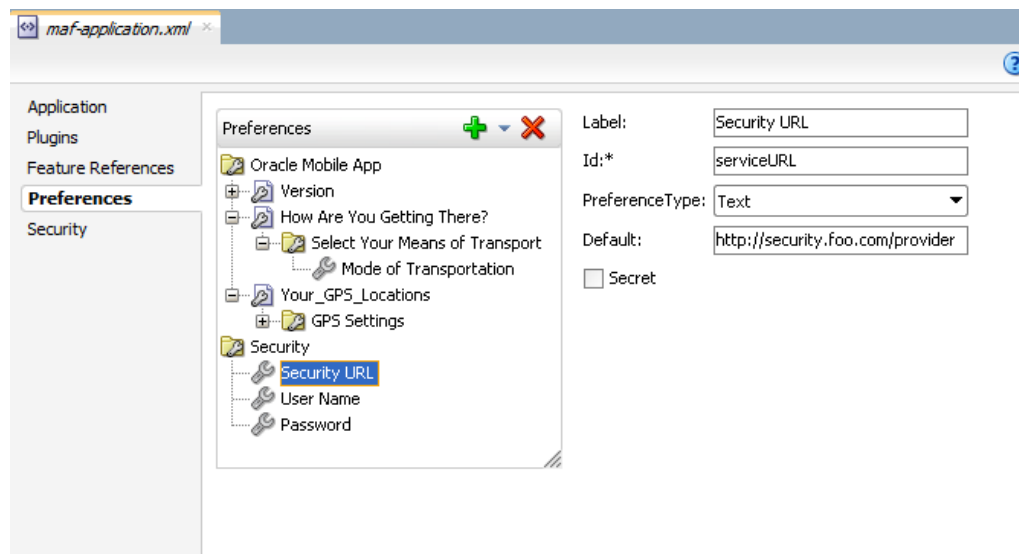 maf-application.xml
Application
Plugins
Feature References
Preferences
Security
Preferences
Oracle Mobile App
Version
How Are You Getting There?
Select Your Means of Transport
Mode of Transportation
Your_GPS_Locations
GPS Settings
Security
Security URL
User Name
Password
Label: Security URL
Id:* serviceURL
PreferenceType: Text
Default: http://security.foo.com/provider
Secret